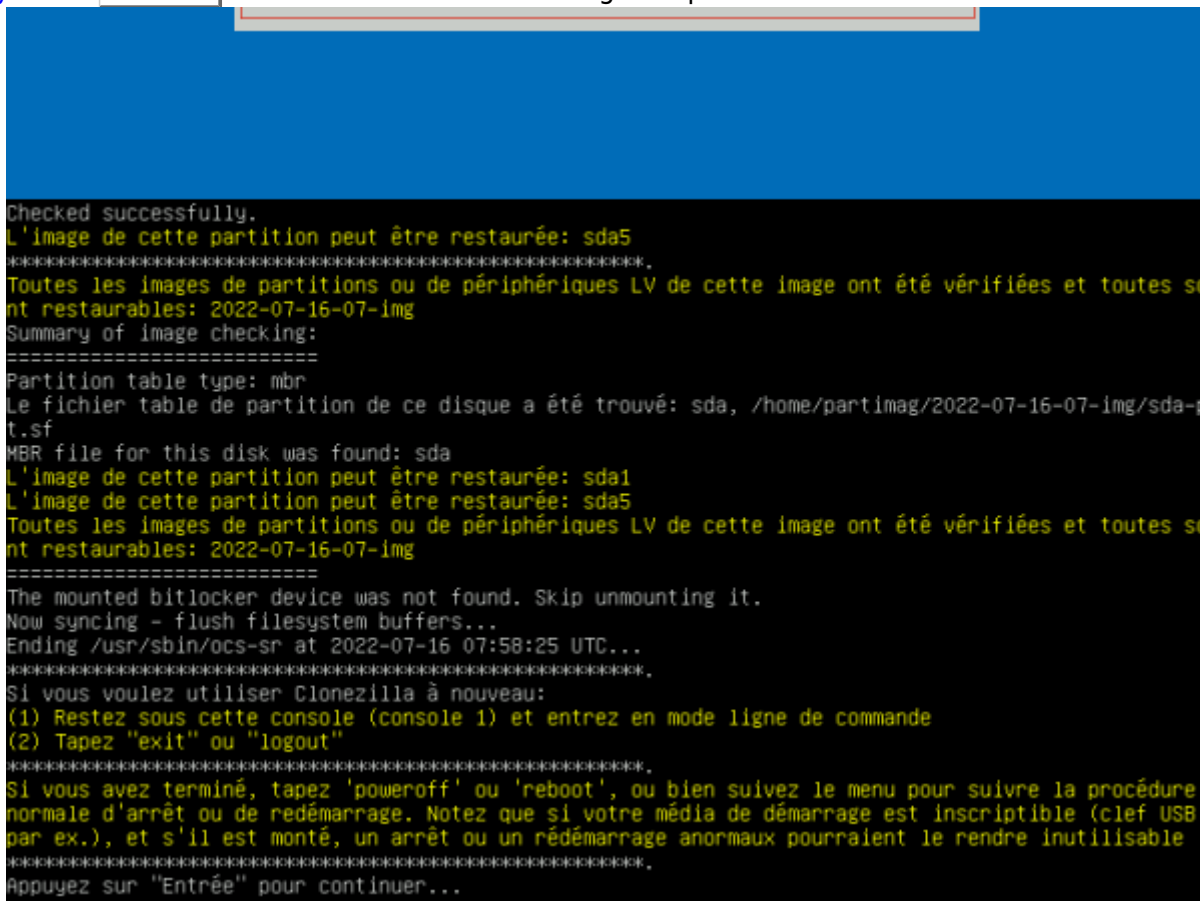 Checked successfully.
L'image de cette partition peut être restaurée: sda5
*****************************************************.
Toutes les images de partitions ou de périphériques LV de cette image ont été vérifiées et toutes so
nt restaurables: 2022-07-16-07-img
Summary of image checking:
==========================
Partition table type: mbr
Le fichier table de partition de ce disque a été trouvé: sda, /home/partimag/2022-07-16-07-img/sda-p
t.sf
MBR file for this disk was found: sda
L'image de cette partition peut être restaurée: sda1
L'image de cette partition peut être restaurée: sda5
Toutes les images de partitions ou de périphériques LV de cette image ont été vérifiées et toutes so
nt restaurables: 2022-07-16-07-img
==========================
The mounted bitlocker device was not found. Skip unmounting it.
Now syncing - flush filesystem buffers...
Ending /usr/sbin/ocs-sr at 2022-07-16 07:58:25 UTC...
*****************************************************.
Si vous voulez utiliser Clonezilla à nouveau:
(1) Restez sous cette console (console 1) et entrez en mode ligne de commande
(2) Tapez "exit" ou "logout"
*****************************************************.
Si vous avez terminé, tapez 'poweroff' ou 'reboot', ou bien suivez le menu pour suivre la procédure
normale d'arrêt ou de redémarrage. Notez que si votre média de démarrage est inscriptible (clef USB
par ex.), et s'il est monté, un arrêt ou un rédémarrage anormaux pourraient le rendre inutilisable
*****************************************************.
Appuyez sur "Entrée" pour continuer...